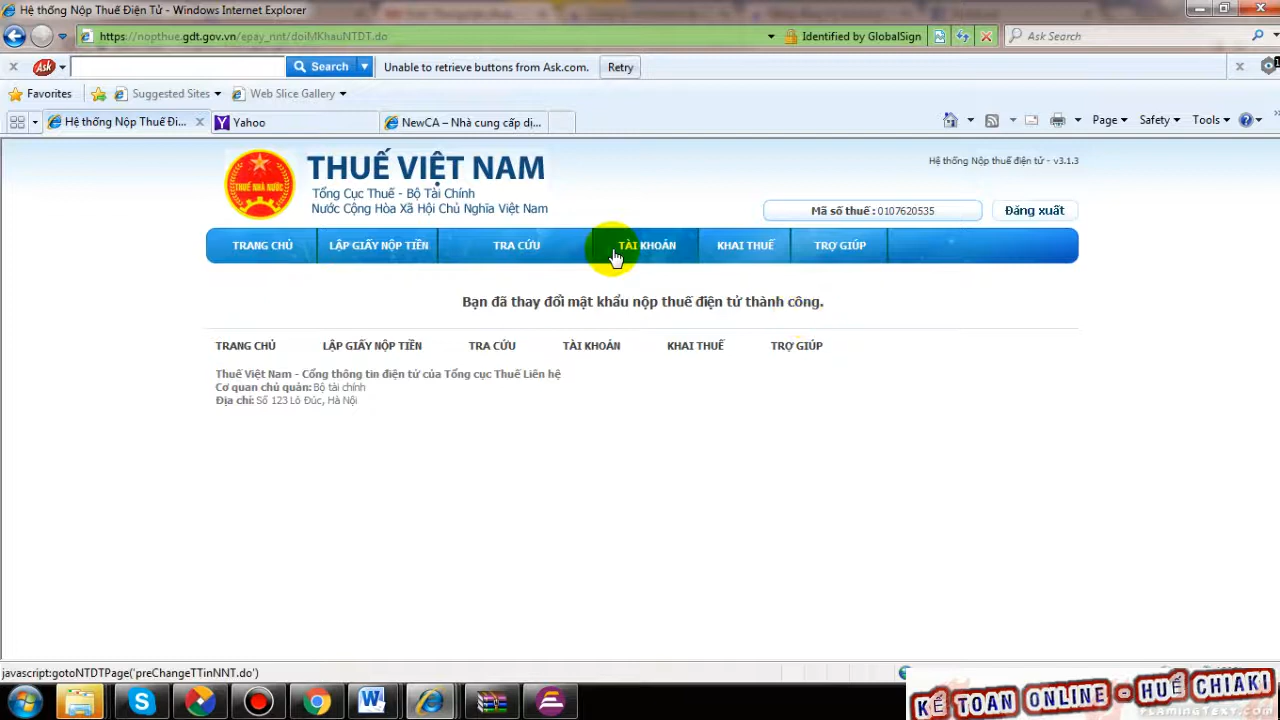 Hệ thống Nộp Thuế Điện Tử - Windows Internet Explorer
https://nopthue.gdt.gov.vn/epay_nnt/doiMKhauNTDT.do
Identified by GlobalSign
Ask Search
Ask
Search
Unable to retrieve buttons from Ask.com.
Retry
Favorites
Suggested Sites
Web Slice Gallery
Hệ thống Nộp Thuế Đi...
Yahoo
NewCA – Nhà cung cấp dị...
Page
Safety
Tools
THUẾ NHÀ NƯỚC
THUẾ VIỆT NAM
Tổng Cục Thuế - Bộ Tài Chính
Nước Cộng Hòa Xã Hội Chủ Nghĩa Việt Nam
Hệ thống Nộp thuế điện tử - v3.1.3
Mã số thuế : 0107620535
Đăng xuất
TRANG CHỦ
LẬP GIẤY NỘP TIỀN
TRA CỨU
TÀI KHOẢN
KHAI THUẾ
TRỢ GIÚP
Bạn đã thay đổi mật khẩu nộp thuế điện tử thành công.
TRANG CHỦ
LẬP GIẤY NỘP TIỀN
TRA CỨU
TÀI KHOẢN
KHAI THUẾ
TRỢ GIÚP
Thuế Việt Nam - Cổng thông tin điện tử của Tổng cục Thuế Liên hệ
Cơ quan chủ quản: Bộ tài chính
Địa chỉ: Số 123 Lò Đúc, Hà Nội
javascript:gotoNTDTPage('preChangeTTinNNT.do')
KẾ TOÁN ONLINE - HUẾ CHIAKI
FLAMINGTEXT.COM